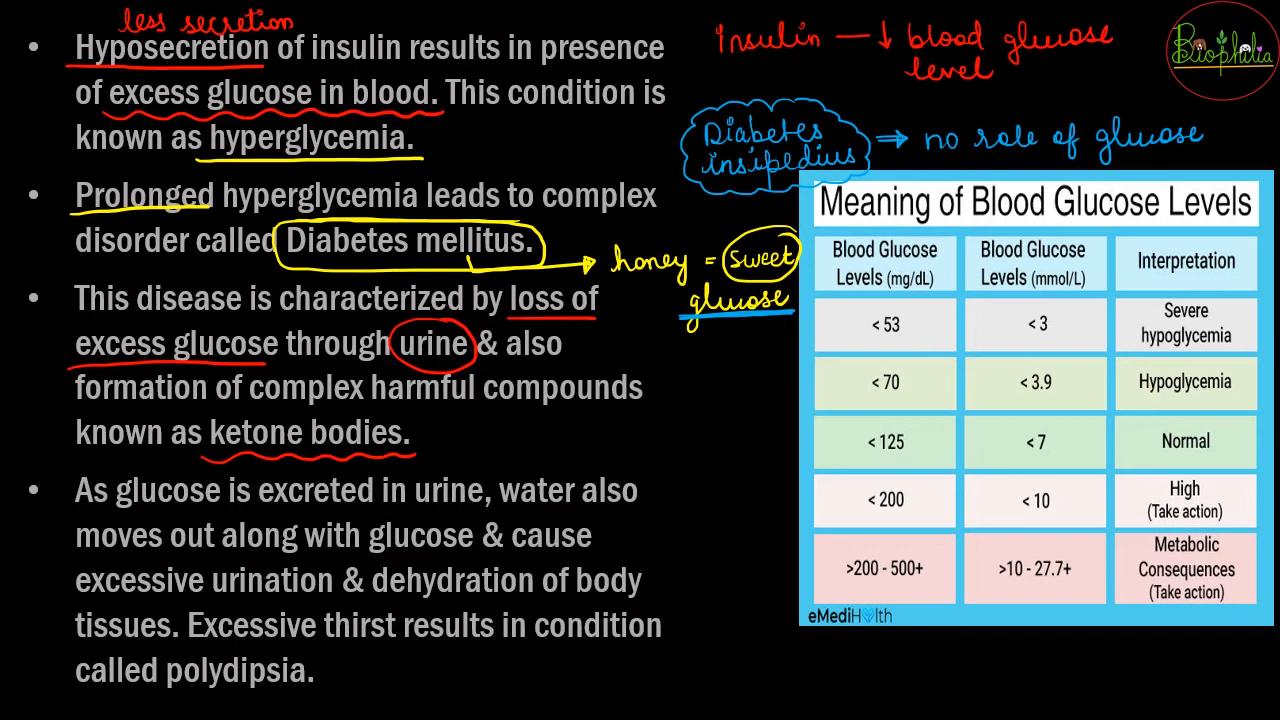 less secretion
• Hyposecretion of insulin results in presence
of excess glucose in blood. This condition is
known as hyperglycemia.
• Prolonged hyperglycemia leads to complex
disorder called Diabetes mellitus.
• This disease is characterized by loss of
excess glucose through urine & also
formation of complex harmful compounds
known as ketone bodies.
• As glucose is excreted in urine, water also
moves out along with glucose & cause
excessive urination & dehydration of body
tissues. Excessive thirst results in condition
called polydipsia.
Insulin — ↓ blood glucose
level
Biophilia
Diabetes
insipedius ⇒ no role of glucose
honey = sweet
glucose
Meaning of Blood Glucose Levels
Blood Glucose Levels (mg/dL) Blood Glucose Levels (mmol/L) Interpretation
< 53 < 3 Severe hypoglycemia
< 70 < 3.9 Hypoglycemia
< 125 < 7 Normal
< 200 < 10 High (Take action)
>200 - 500+ >10 - 27.7+ Metabolic Consequences (Take action)
eMediHealth